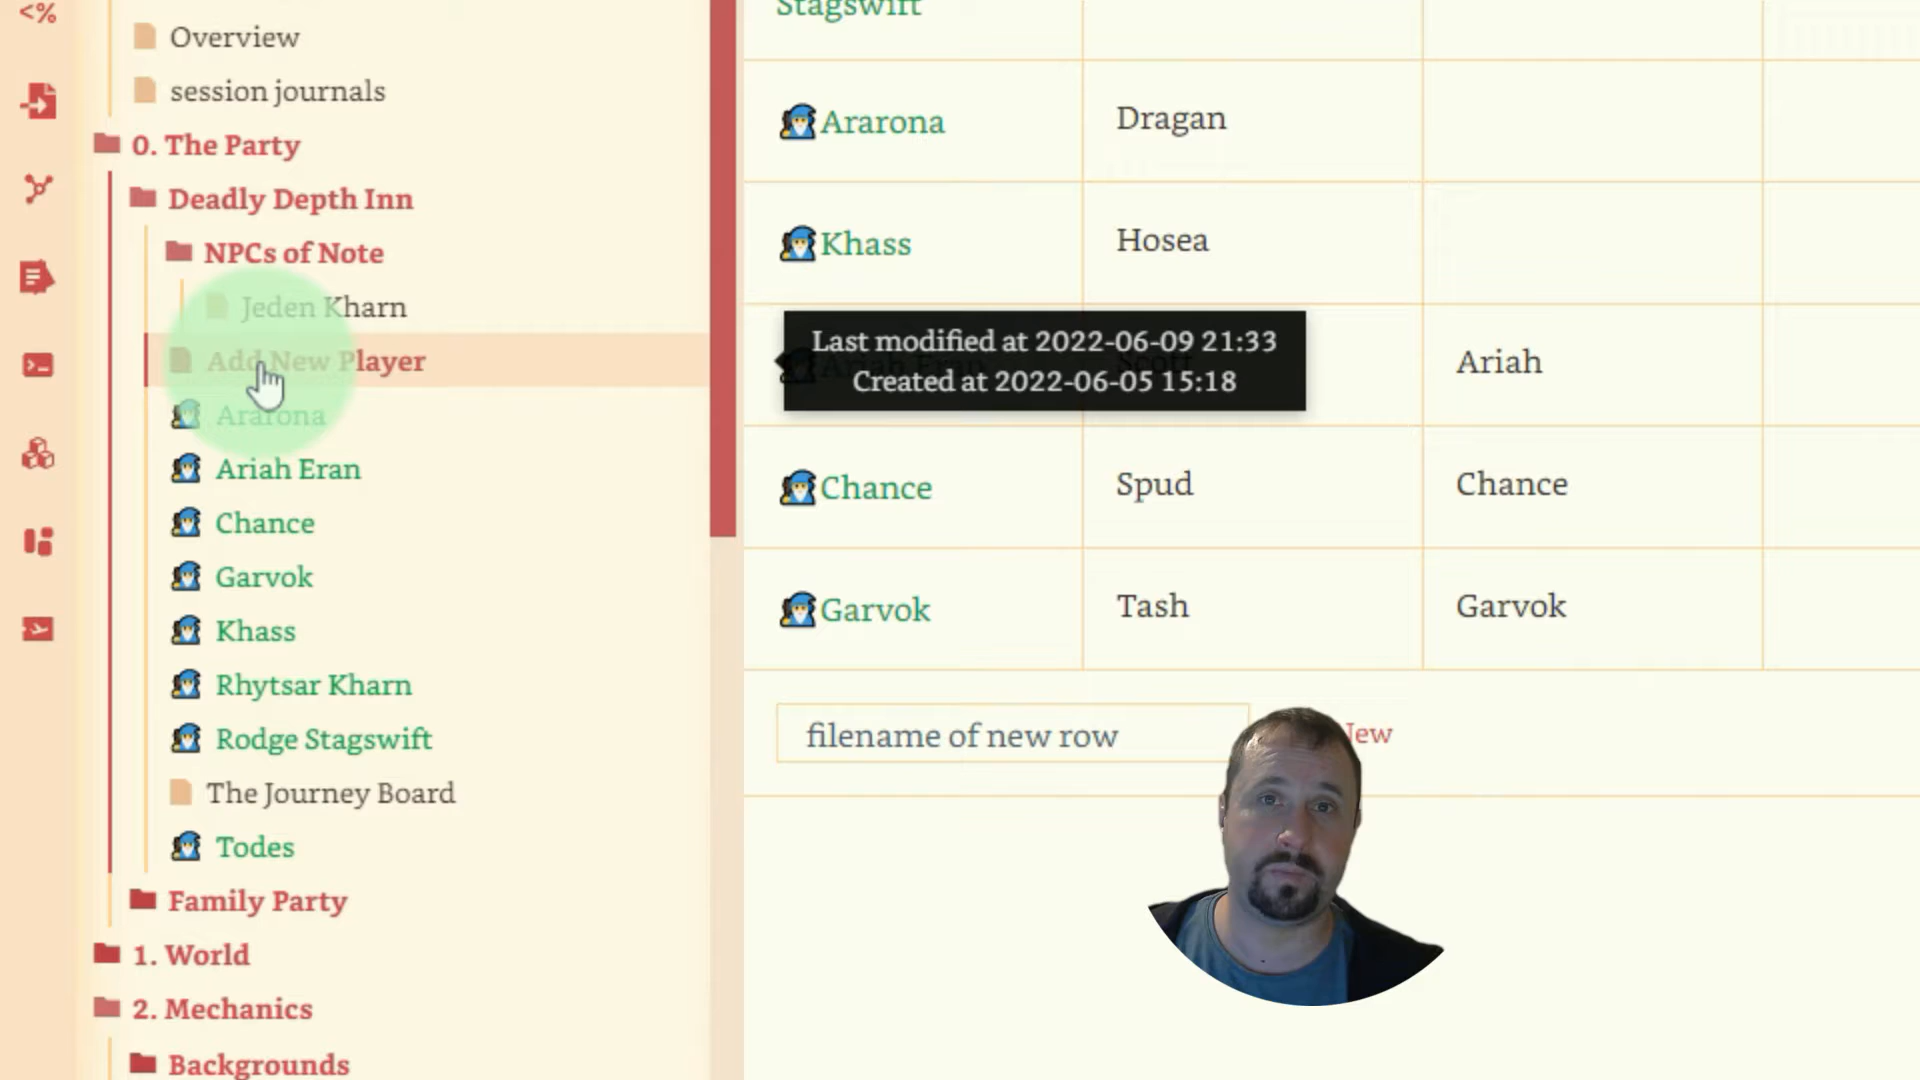 <%
Overview
session journals
0. The Party
Deadly Depth Inn
NPCs of Note
Jeden Kharn
Add New Player
Ararona
Ariah Eran
Chance
Garvok
Khass
Rhytsar Kharn
Rodge Stagswift
The Journey Board
Todes
Family Party
1. World
2. Mechanics
Backgrounds
Stagswift
Ararona Dragan
Khass Hosea
Last modified at 2022-06-09 21:33
Created at 2022-06-05 15:18
Ariah Eran Scott Ariah
Chance Spud Chance
Garvok Tash Garvok
filename of new row